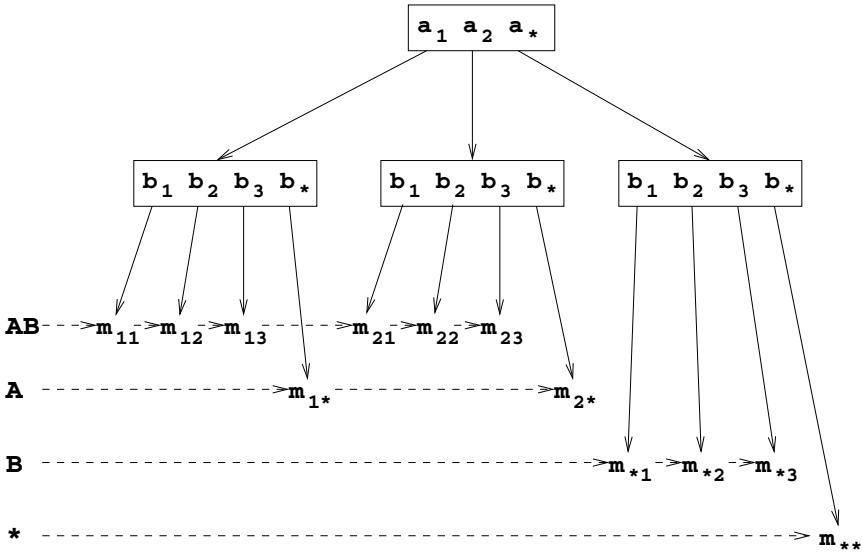 a1 a2 a*
b1 b2 b3 b* b1 b2 b3 b* b1 b2 b3 b*
AB m11 m12 m13 m21 m22 m23
A m1* m2*
B m*1 m*2 m*3
* m**